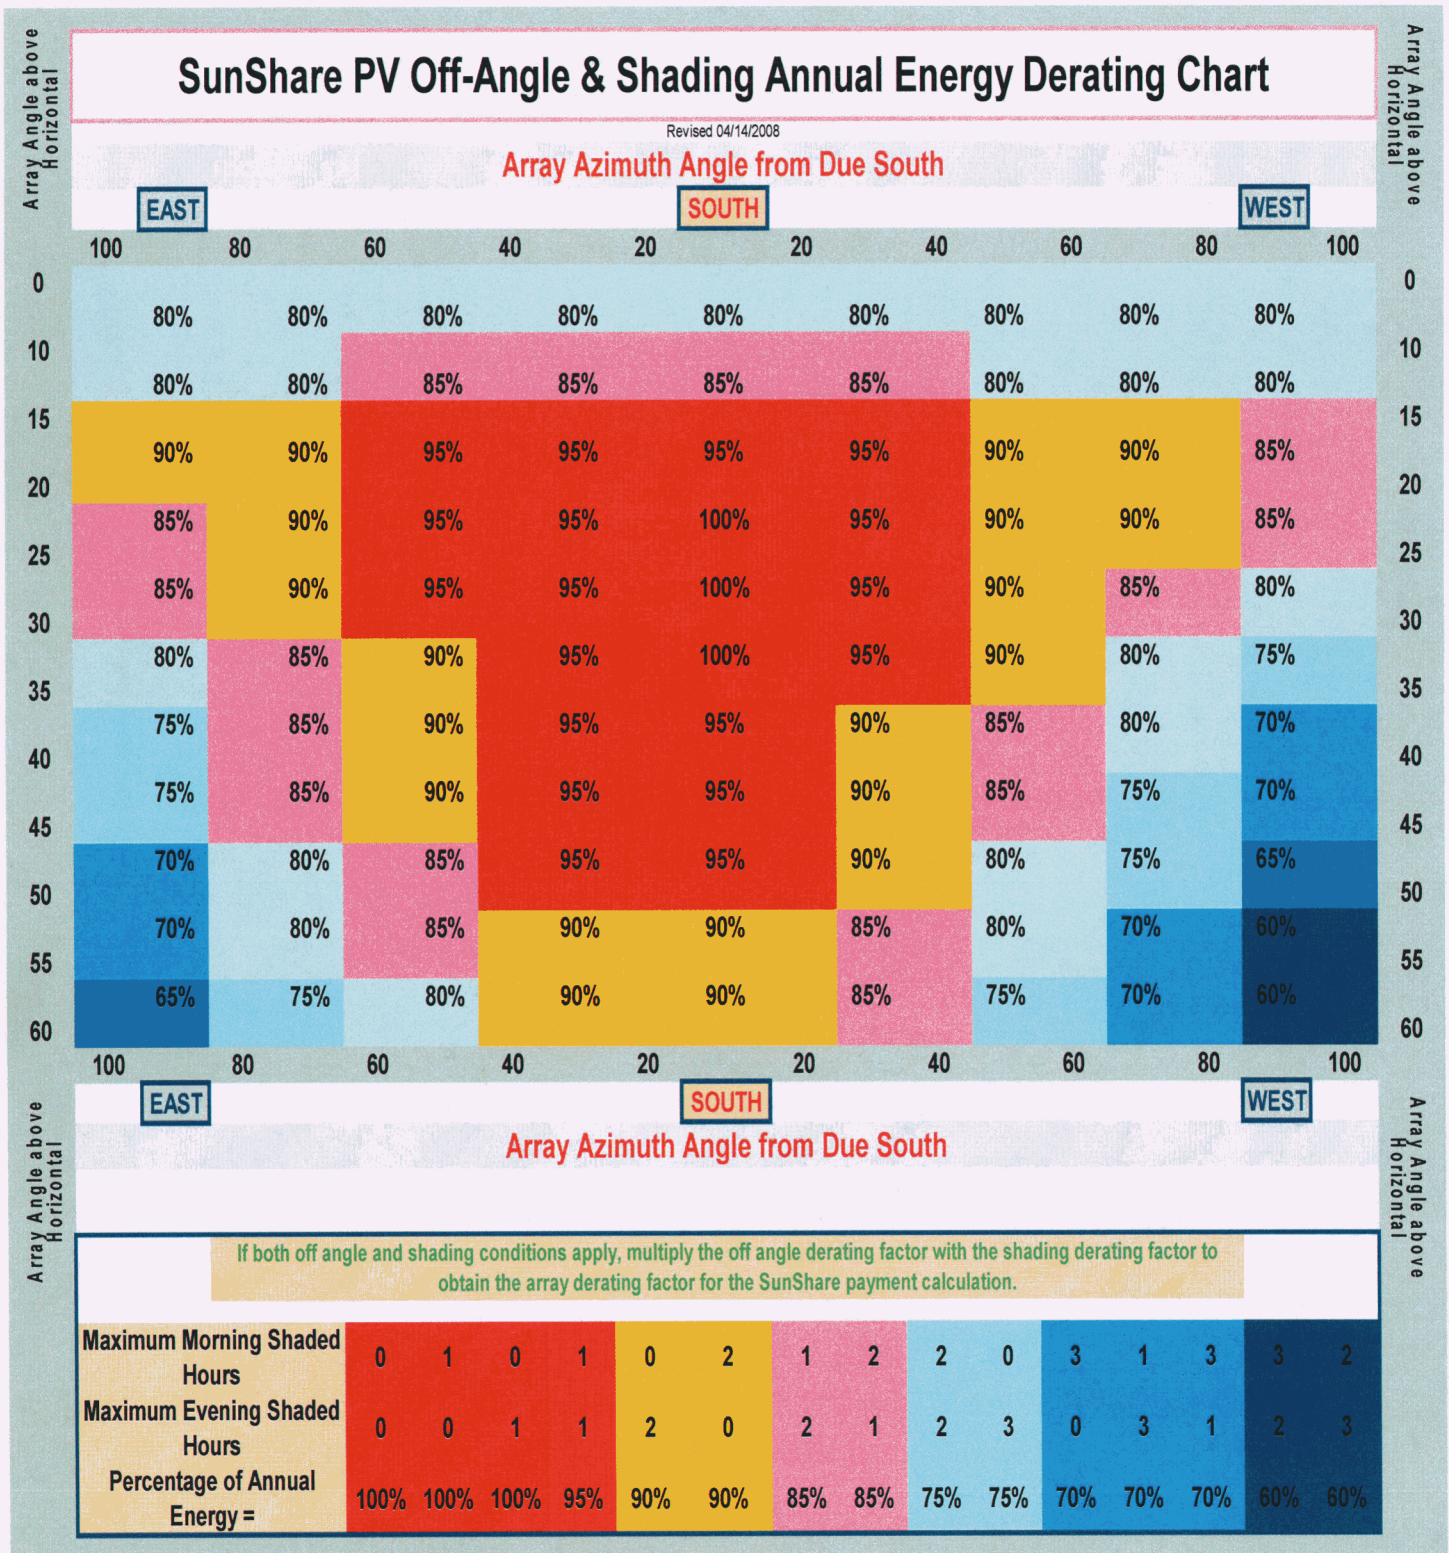 Array Angle above
Horizontal
Array Angle above
Horizontal
SunShare PV Off-Angle & Shading Annual Energy Derating Chart
Revised 04/14/2008
Array Azimuth Angle from Due South
EAST SOUTH WEST
100 80 60 40 20 20 40 60 80 100
0 0
80% 80% 80% 80% 80% 80% 80% 80% 80%
10 10
80% 80% 85% 85% 85% 85% 80% 80% 80%
15 15
90% 90% 95% 95% 95% 95% 90% 90% 85%
20 20
85% 90% 95% 95% 100% 95% 90% 90% 85%
25 25
85% 90% 95% 95% 100% 95% 90% 85% 80%
30 30
80% 85% 90% 95% 100% 95% 90% 80% 75%
35 35
75% 85% 90% 95% 95% 90% 85% 80% 70%
40 40
75% 85% 90% 95% 95% 90% 85% 75% 70%
45 45
70% 80% 85% 95% 95% 90% 80% 75% 65%
50 50
70% 80% 85% 90% 90% 85% 80% 70% 60%
55 55
65% 75% 80% 90% 90% 85% 75% 70% 60%
60 60
100 80 60 40 20 20 40 60 80 100
EAST SOUTH WEST
Array Azimuth Angle from Due South
Array Angle above
Horizontal
Array Angle above
Horizontal
If both off angle and shading conditions apply, multiply the off angle derating factor with the shading derating factor to
obtain the array derating factor for the SunShare payment calculation.
Maximum Morning Shaded
Hours
0 1 0 1 0 2 1 2 2 0 3 1 3 3 2
Maximum Evening Shaded
Hours
0 0 1 1 2 0 2 1 2 3 0 3 1 2 3
Percentage of Annual
Energy =
100% 100% 100% 95% 90% 90% 85% 85% 75% 75% 70% 70% 70% 60% 60%